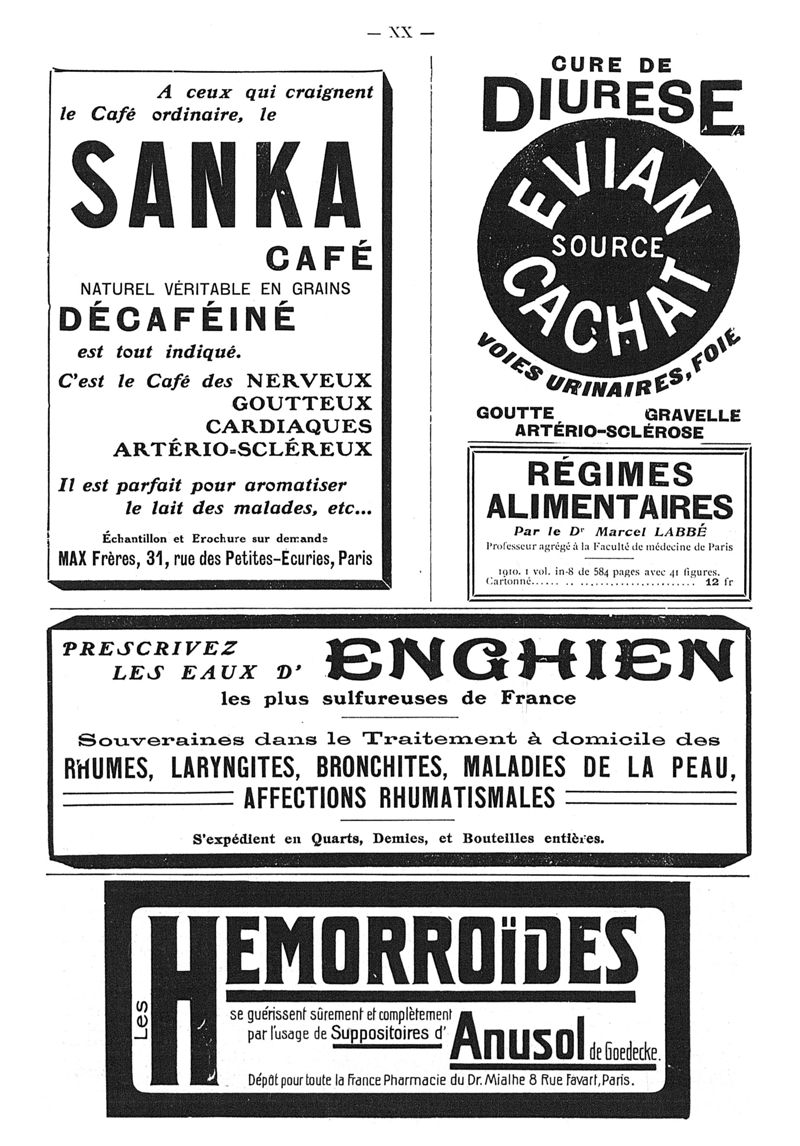 — XX —
A ceux qui craignent
le Café ordinaire, le
SANKA
CAFÉ
NATUREL VÉRITABLE EN GRAINS
DÉCAFÉINÉ
est tout indiqué.
C'est le Café des NERVEUX
GOUTTEUX
CARDIAQUES
ARTÉRIO=SCLÉREUX
Il est parfait pour aromatiser
le lait des malades, etc...
Échantillon et Erochure sur demande
MAX Frères, 31, rue des Petites-Ecuries, Paris
CURE DE
DIURESE
EVIAN
SOURCE
CACHAT
VOIES URINAIRES, FOIE
GOUTTE GRAVELLE
ARTÉRIO-SCLÉROSE
RÉGIMES
ALIMENTAIRES
Par le Dr Marcel LABBÉ
Professeur agrégé à la Faculté de médecine de Paris
1910. 1 vol. in-8 de 584 pages avec 41 figures.
Cartonné...... .. ........................ 12 fr
PRESCRIVEZ
LES EAUX D' ENGHIEN
les plus sulfureuses de France
Souveraines dans le Traitement à domicile des
RHUMES, LARYNGITES, BRONCHITES, MALADIES DE LA PEAU,
AFFECTIONS RHUMATISMALES
S'expédient en Quarts, Demies, et Bouteilles entières.
Les HEMORROÏDES
se guérissent sûrement et complètement
par l'usage de Suppositoires d' Anusol de Goedecke.
Dépôt pour toute la France Pharmacie du Dr. Mialhe 8 Rue Favart, Paris.